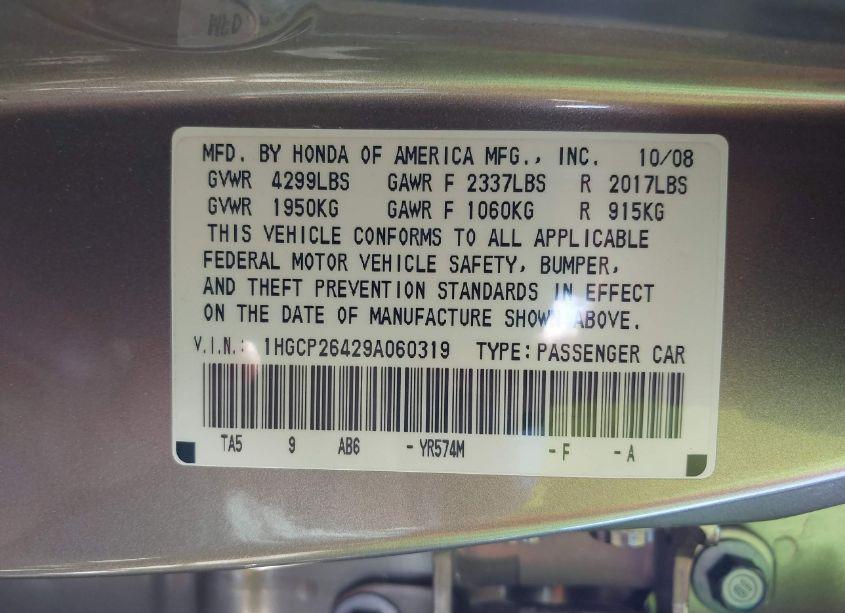 MFD. BY HONDA OF AMERICA MFG., INC. 10/08
GVWR 4299LBS GAWR F 2337LBS R 2017LBS
GVWR 1950KG GAWR F 1060KG R 915KG
THIS VEHICLE CONFORMS TO ALL APPLICABLE
FEDERAL MOTOR VEHICLE SAFETY, BUMPER,
AND THEFT PREVENTION STANDARDS IN EFFECT
ON THE DATE OF MANUFACTURE SHOWN ABOVE.
V.I.N.: 1HGCP26429A060319 TYPE: PASSENGER CAR
TA5 9 AB6 - YR574M - F - A